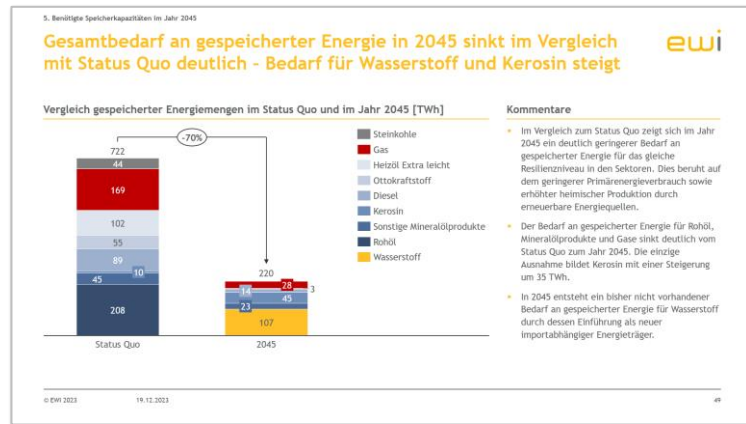 5. Benötigte Speicherkapazitäten im Jahr 2045
Gesamtbedarf an gespeicherter Energie in 2045 sinkt im Vergleich
mit Status Quo deutlich - Bedarf für Wasserstoff und Kerosin steigt
ewi
Vergleich gespeicherter Energiemengen im Status Quo und im Jahr 2045 [TWh]
-70%
722
44
169
102
55
89
10
45
208
Status Quo
220
28
3
14
45
23
107
2045
Steinkohle
Gas
Heizöl Extra leicht
Ottokraftstoff
Diesel
Kerosin
Sonstige Mineralölprodukte
Rohöl
Wasserstoff
Kommentare
Im Vergleich zum Status Quo zeigt sich im Jahr
2045 ein deutlich geringerer Bedarf an
gespeicherter Energie für das gleiche
Resilienzniveau in den Sektoren. Dies beruht auf
dem geringerer Primärenergieverbrauch sowie
erhöhter heimischer Produktion durch
erneuerbare Energiequellen.
Der Bedarf an gespeicherter Energie für Rohöl,
Mineralölprodukte und Gase sinkt deutlich vom
Status Quo zum Jahr 2045. Die einzige
Ausnahme bildet Kerosin mit einer Steigerung
um 35 TWh.
In 2045 entsteht ein bisher nicht vorhandener
Bedarf an gespeicherter Energie für Wasserstoff
durch dessen Einführung als neuer
importabhängiger Energieträger.
© EWI 2023
19.12.2023
49